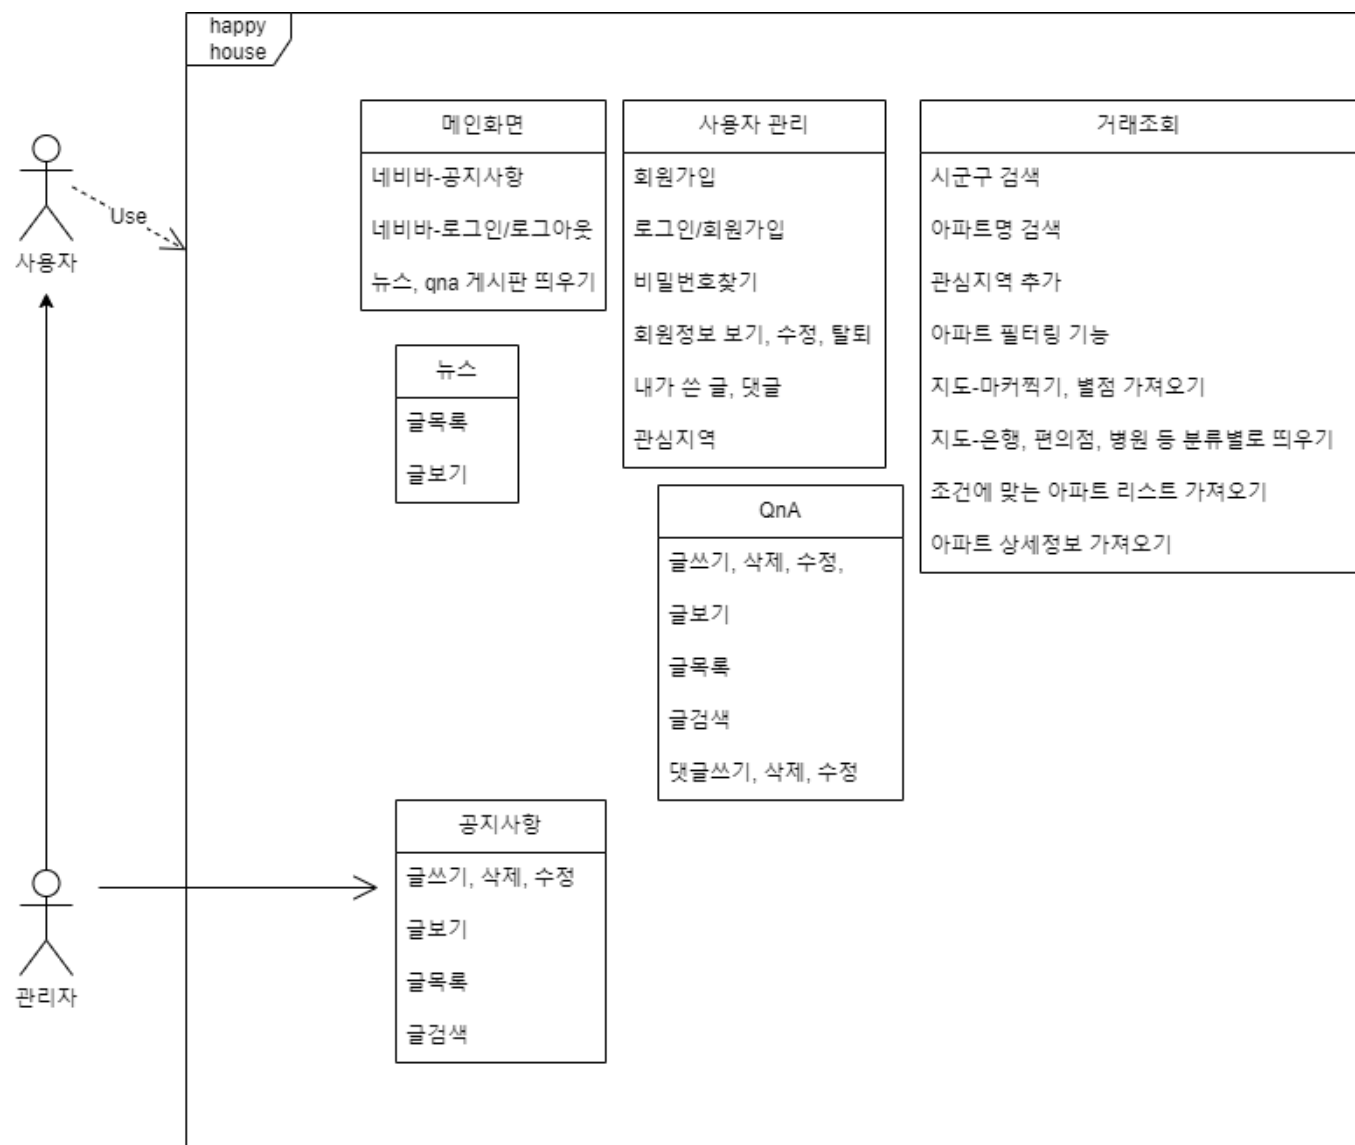 happy
house
메인화면
네비바-공지사항
네비바-로그인/로그아웃
뉴스, qna 게시판 띄우기
사용자 관리
회원가입
로그인/회원가입
비밀번호찾기
회원정보 보기, 수정, 탈퇴
내가 쓴 글, 댓글
관심지역
거래조회
시군구 검색
아파트명 검색
관심지역 추가
아파트 필터링 기능
지도-마커찍기, 별점 가져오기
지도-은행, 편의점, 병원 등 분류별로 띄우기
조건에 맞는 아파트 리스트 가져오기
아파트 상세정보 가져오기
Use
사용자
뉴스
글목록
글보기
QnA
글쓰기, 삭제, 수정,
글보기
글목록
글검색
댓글쓰기, 삭제, 수정
공지사항
글쓰기, 삭제, 수정
글보기
글목록
글검색
관리자